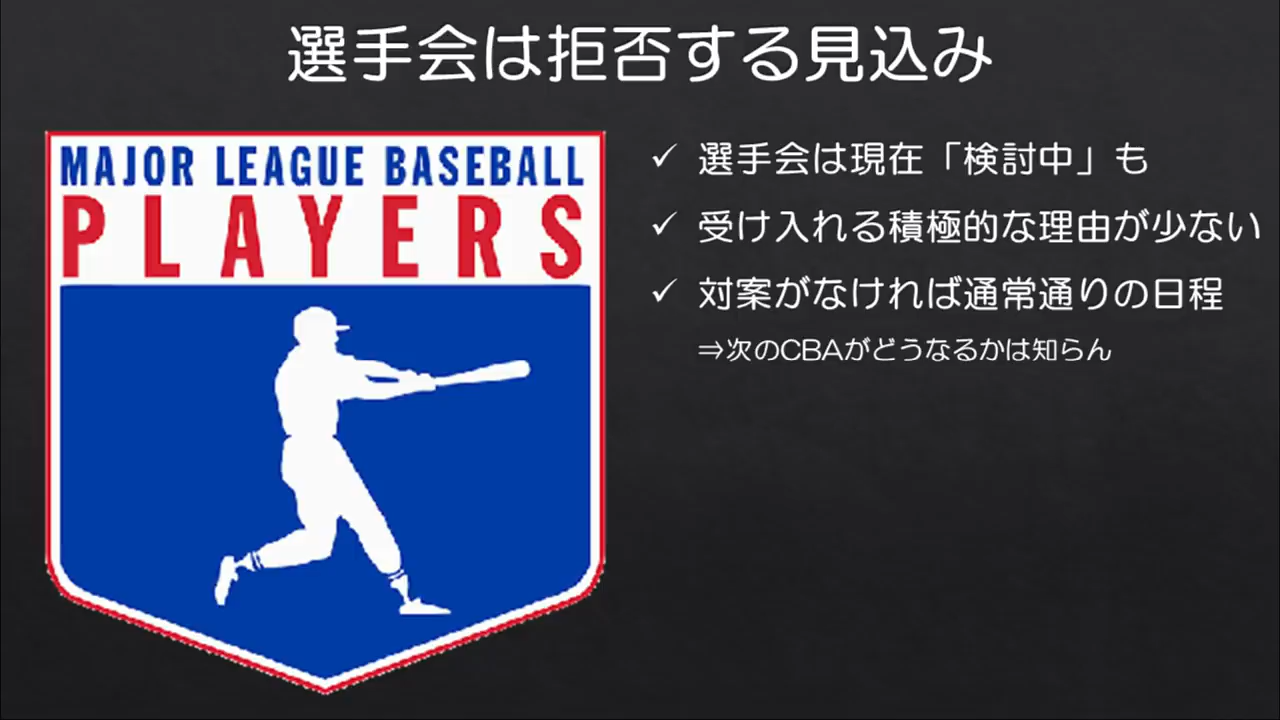 選手会は拒否する見込み
MAJOR LEAGUE BASEBALL
PLAYERS
選手会は現在「検討中」も
受け入れる積極的な理由が少ない
対案がなければ通常通りの日程
⇒次のCBAがどうなるかは知らん